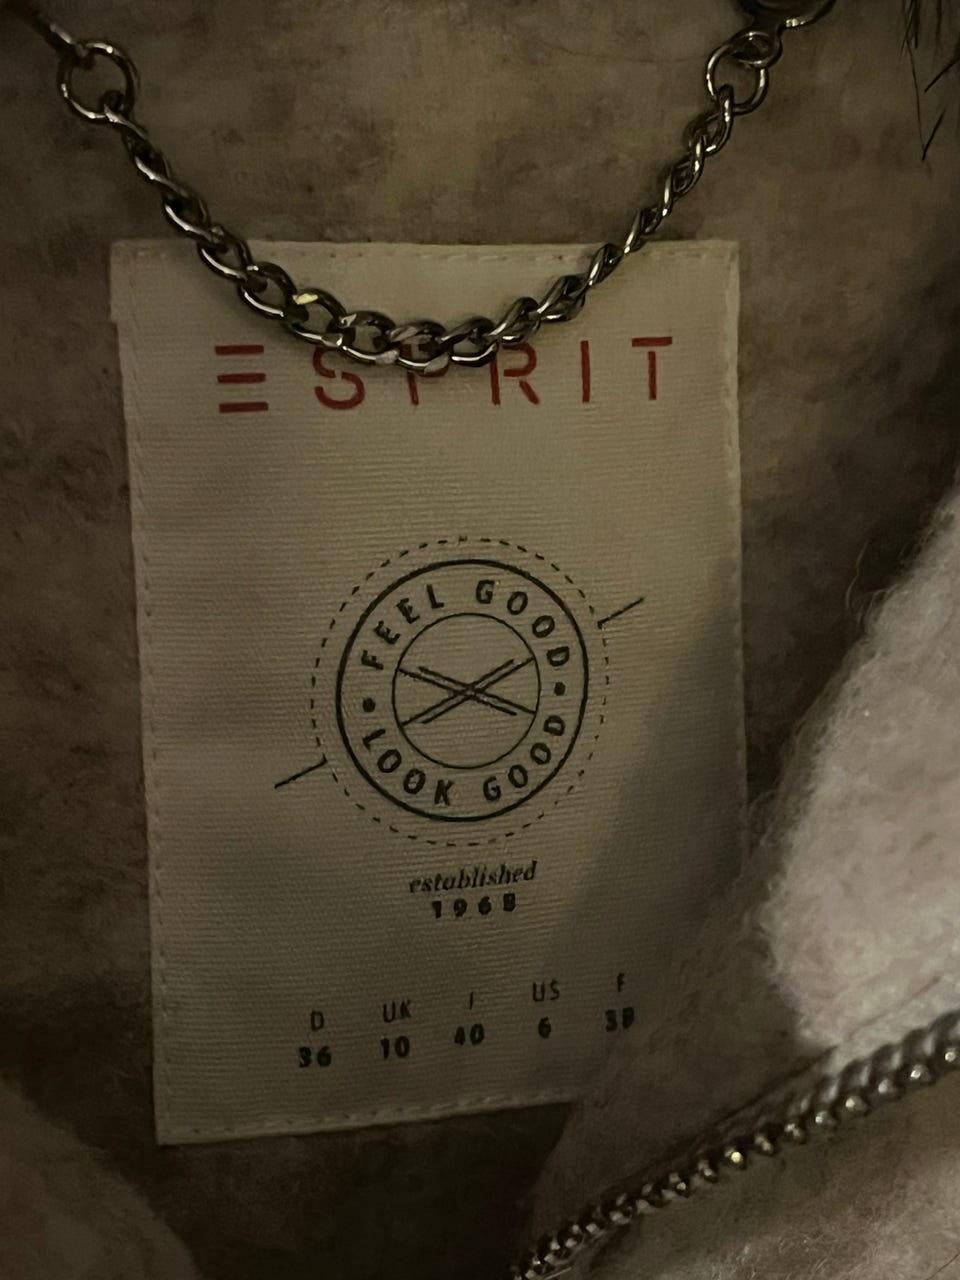 ESPRIT
FEEL GOOD
LOOK GOOD
established
1968
D UK I US F
36 10 40 6 38